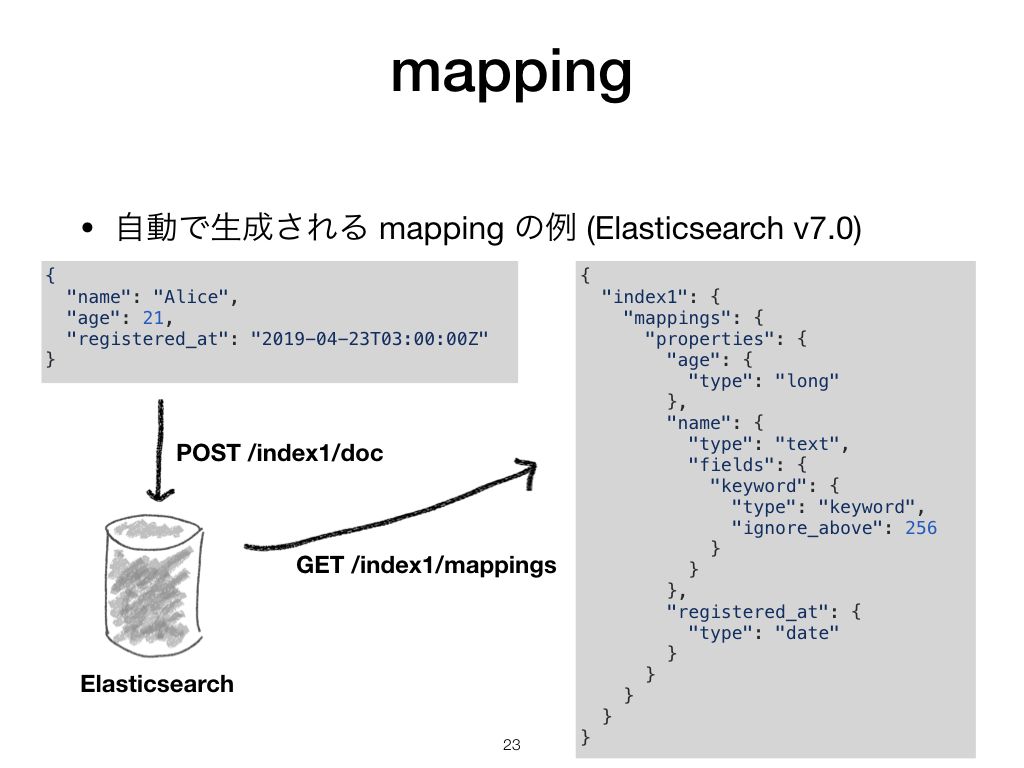 mapping
• 自動で生成される mapping の例 (Elasticsearch v7.0)
{
  "name": "Alice",
  "age": 21,
  "registered_at": "2019-04-23T03:00:00Z"
}
POST /index1/doc
GET /index1/mappings
Elasticsearch
{
  "index1": {
    "mappings": {
      "properties": {
        "age": {
          "type": "long"
        },
        "name": {
          "type": "text",
          "fields": {
            "keyword": {
              "type": "keyword",
              "ignore_above": 256
            }
          }
        },
        "registered_at": {
          "type": "date"
        }
      }
    }
  }
}
23